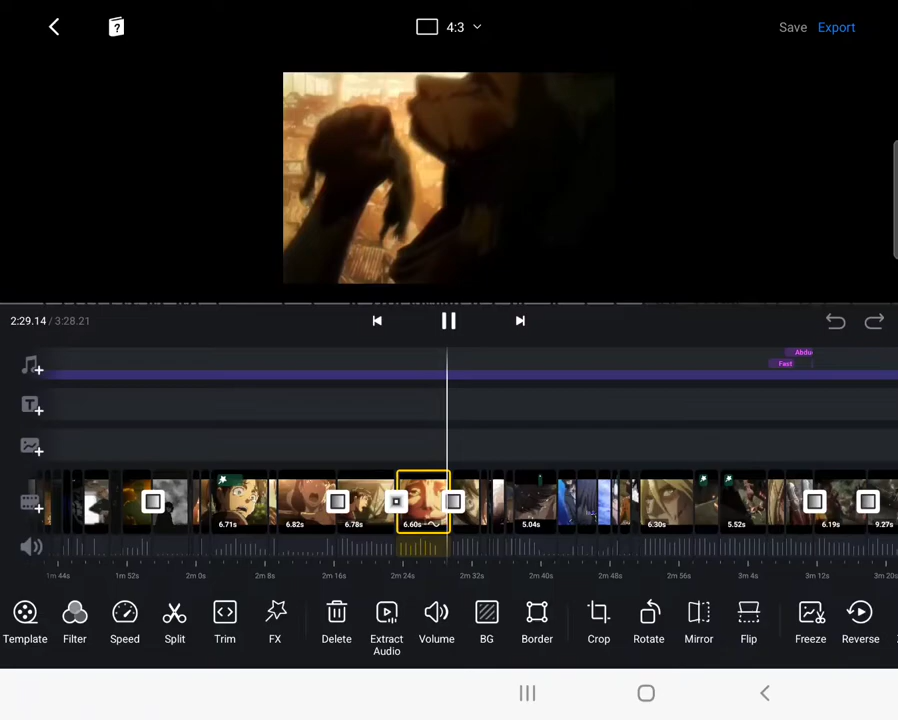 4:3
Save Export
2:29.14 / 3:28.21
Abdu
Fast
6.71s 6.82s 6.78s 6.60s 5.04s 6.30s 5.52s 6.19s 9.27s
1m 44s 1m 52s 2m 0s 2m 8s 2m 16s 2m 24s 2m 32s 2m 40s 2m 48s 2m 56s 3m 4s 3m 12s 3m 20s
Template Filter Speed Split Trim FX Delete Extract Audio Volume BG Border Crop Rotate Mirror Flip Freeze Reverse